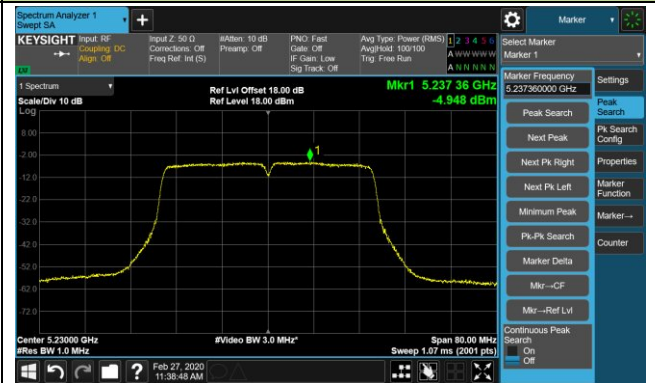 Spectrum Analyzer 1
Swept SA
Marker
KEYSIGHT
Input: RF
Coupling: DC
Align: Off
Input Z: 50 Ω
Corrections: Off
Freq Ref: Int (S)
#Atten: 10 dB
Preamp: Off
PNO: Fast
Gate: Off
IF Gain: Low
Sig Track: Off
Avg Type: Power (RMS)
Avg|Hold: 100/100
Trig: Free Run
1 2 3 4 5 6
A W W W W W
A N N N N N
Select Marker
Marker 1
1 Spectrum
Scale/Div 10 dB
Log
Ref Lvl Offset 18.00 dB
Ref Level 18.00 dBm
Mkr1 5.237 36 GHz
-4.948 dBm
8.00
-2.00
-12.0
-22.0
-32.0
-42.0
-52.0
-62.0
-72.0
1
Center 5.23000 GHz
#Res BW 1.0 MHz
#Video BW 3.0 MHz*
Span 80.00 MHz
Sweep 1.07 ms (2001 pts)
Marker Frequency
5.237360000 GHz
Peak Search
Next Peak
Next Pk Right
Next Pk Left
Minimum Peak
Pk-Pk Search
Marker Delta
Mkr→CF
Mkr→Ref Lvl
Continuous Peak
Search
On
Off
Settings
Peak
Search
Pk Search
Config
Properties
Marker
Function
Marker→
Counter
Feb 27, 2020
11:38:48 AM